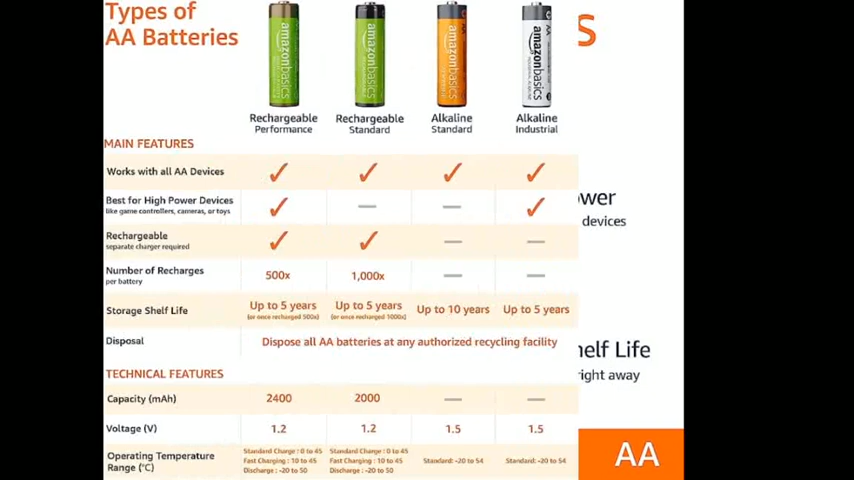 Types of
AA Batteries
amazonbasics
amazonbasics
amazonbasics
amazonbasics
Rechargeable
Performance
Rechargeable
Standard
Alkaline
Standard
Alkaline
Industrial
MAIN FEATURES
Works with all AA Devices
Best for High Power Devices
like game controllers, cameras, or toys
Rechargeable
separate charger required
Number of Recharges
per battery
500x
1,000x
Storage Shelf Life
Up to 5 years
(or once recharged 500x)
Up to 5 years
(or once recharged 1000x)
Up to 10 years
Up to 5 years
Disposal
Dispose all AA batteries at any authorized recycling facility
TECHNICAL FEATURES
Capacity (mAh)
2400
2000
Voltage (V)
1.2
1.2
1.5
1.5
Operating Temperature
Range (°C)
Standard Charge : 0 to 45
Fast Charging : 10 to 45
Discharge : -20 to 50
Standard Charge : 0 to 45
Fast Charging : 10 to 45
Discharge : -20 to 50
Standard: -20 to 54
Standard: -20 to 54
s
ower
devices
helf Life
right away
AA